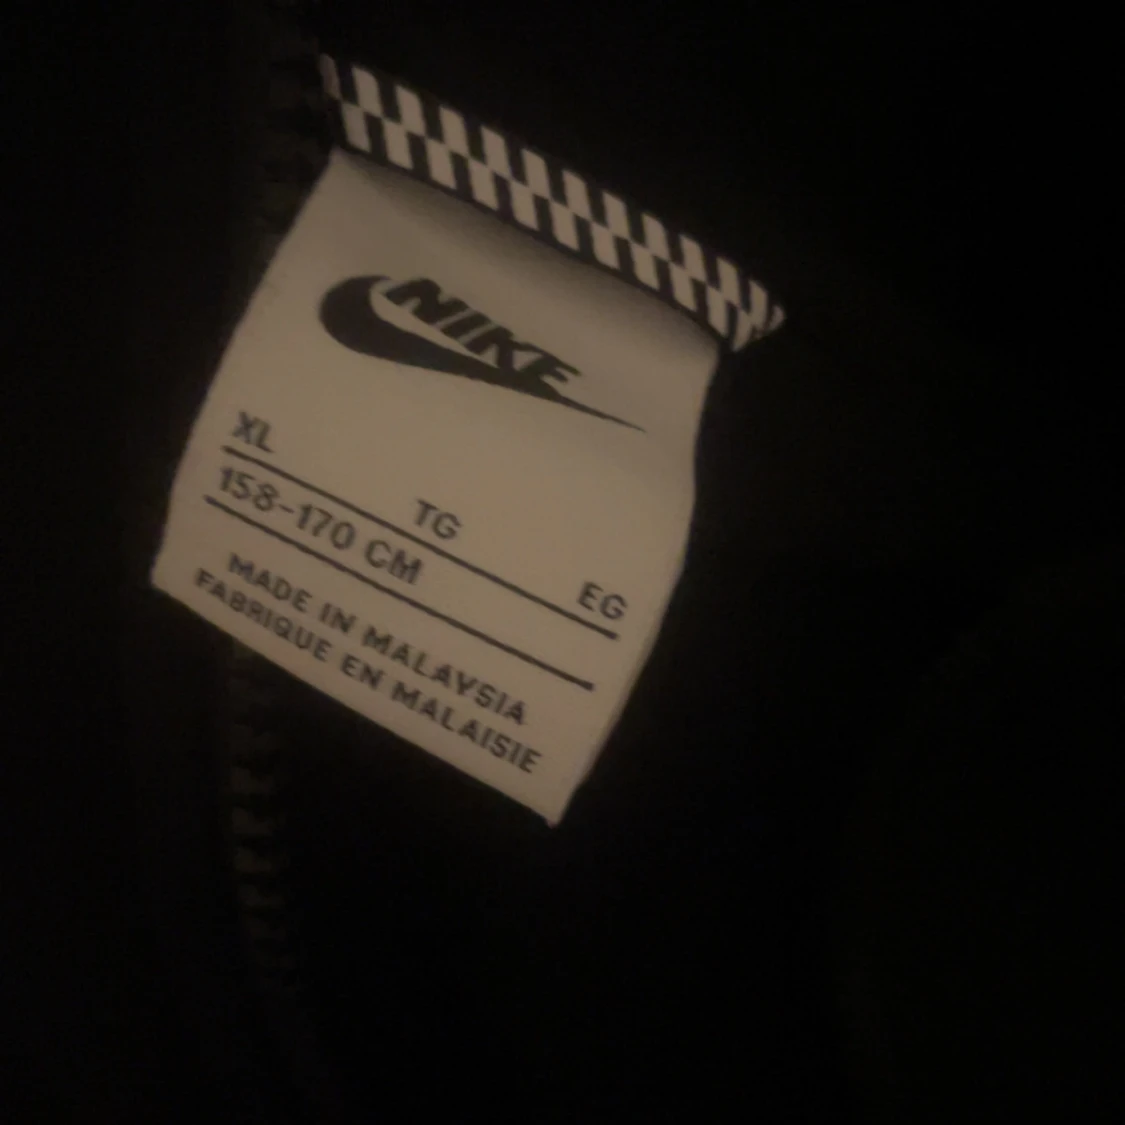 NIKE
XL TG EG
158-170 CM
MADE IN MALAYSIA
FABRIQUE EN MALAISIE